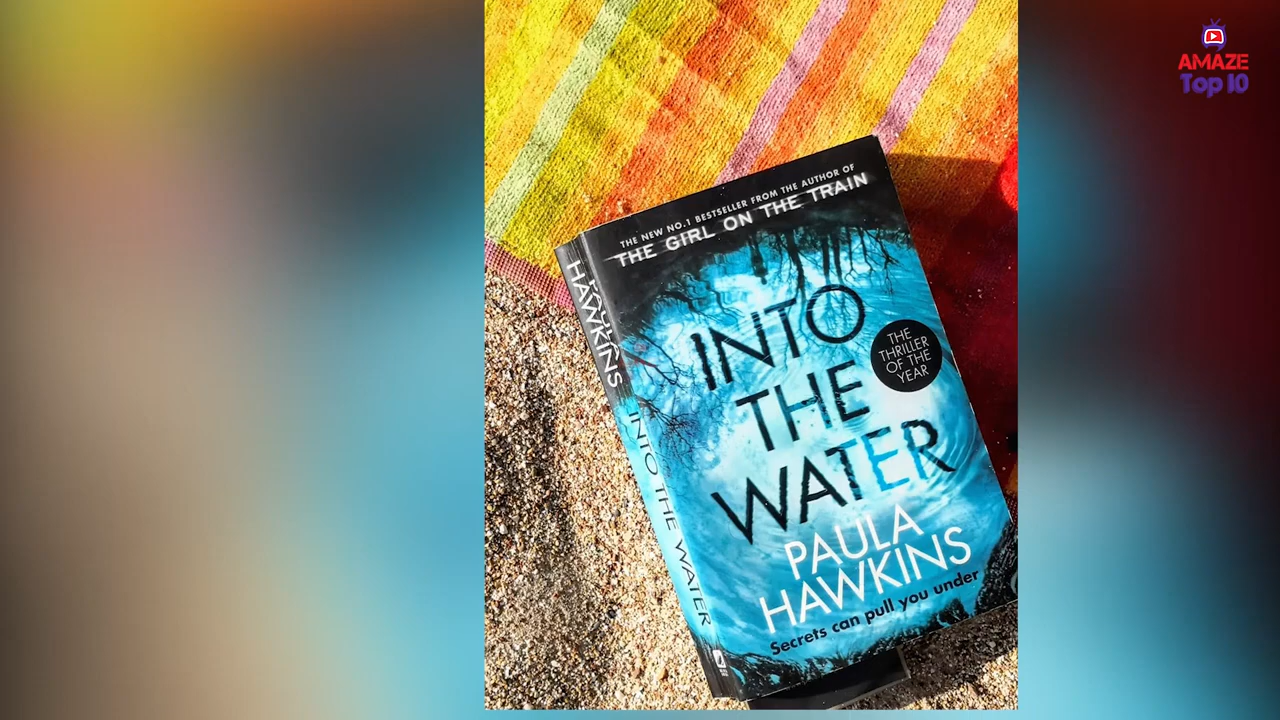 AMAZE
Top 10
THE NEW NO.1 BESTSELLER FROM THE AUTHOR OF
THE GIRL ON THE TRAIN
INTO
THE
WATER
THE
THRILLER
OF THE
YEAR
PAULA
HAWKINS
Secrets can pull you under
PAULA
HAWKINS
INTO THE WATER